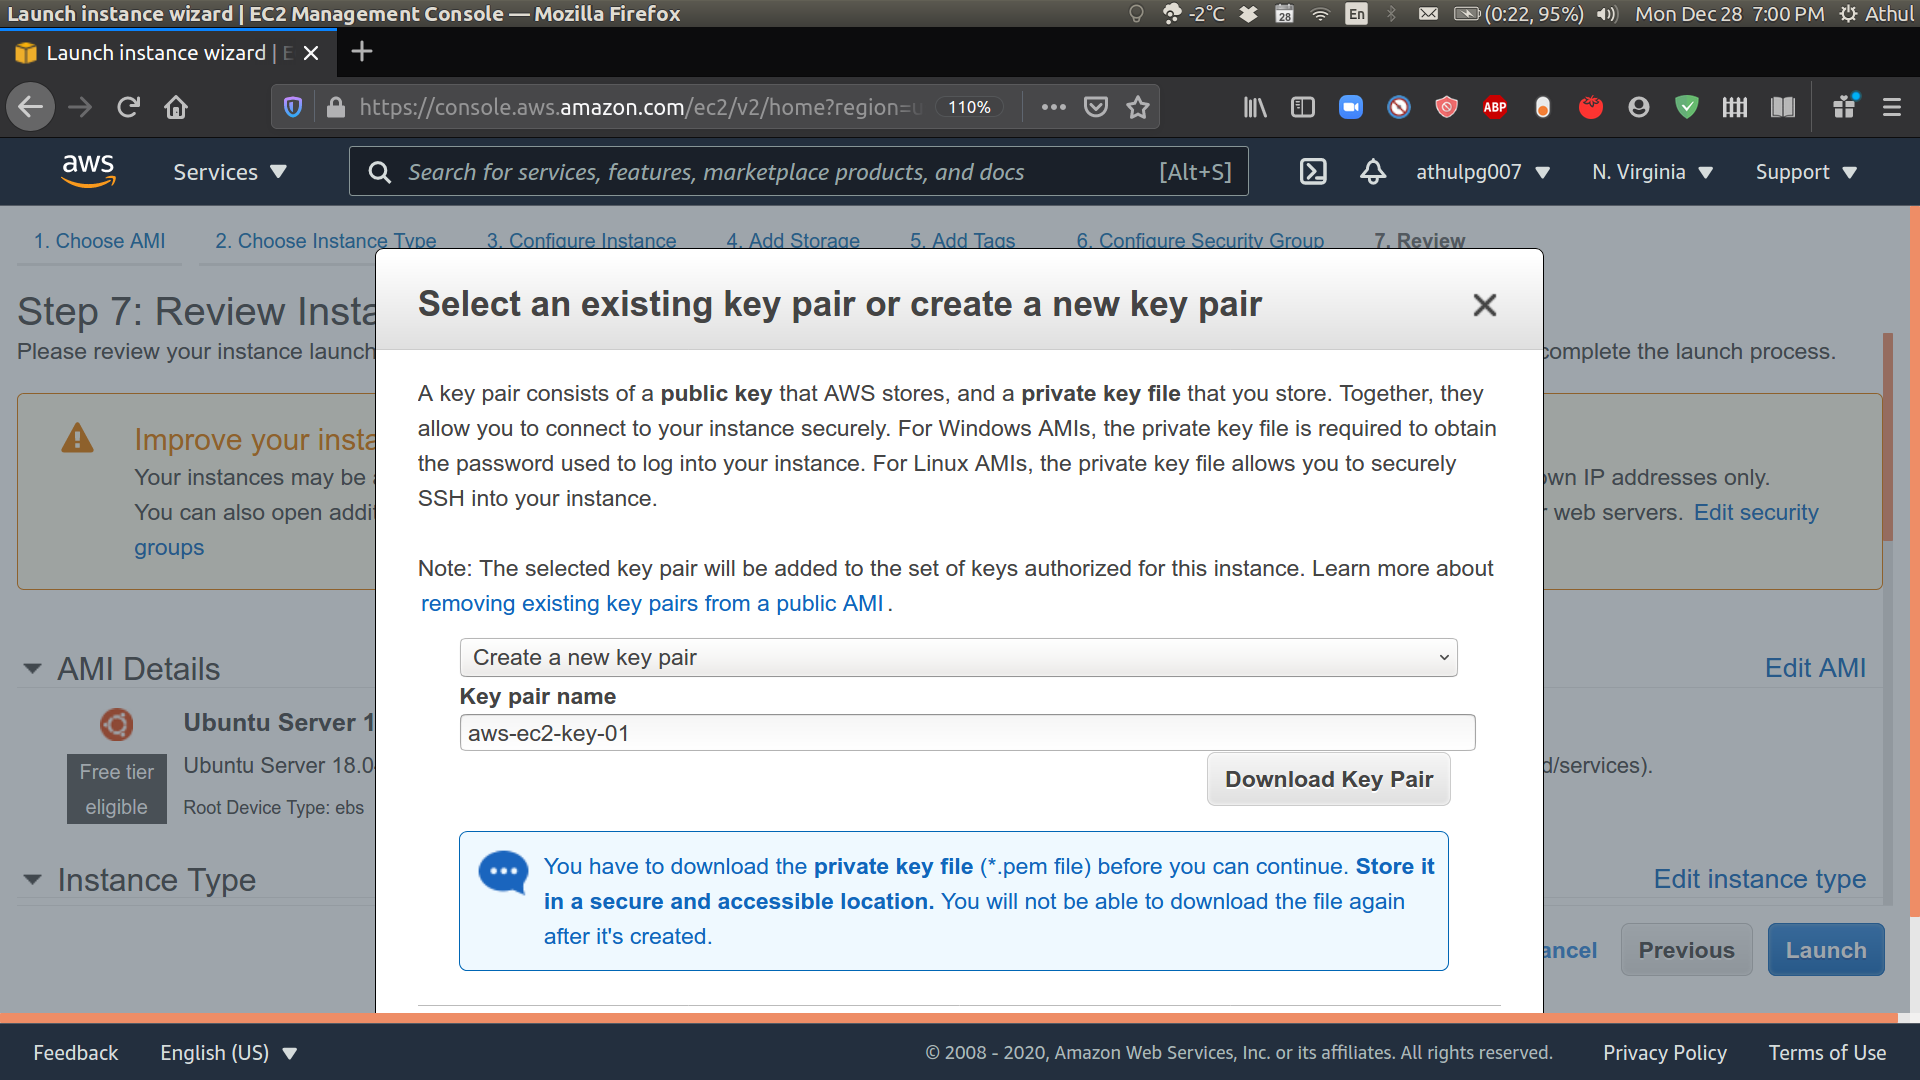 Launch instance wizard | EC2 Management Console — Mozilla Firefox
-2°C
28
En
(0:22, 95%)
Mon Dec 28 7:00 PM
Athul
Launch instance wizard | E
https://console.aws.amazon.com/ec2/v2/home?region=u
110%
ABP
aws
Services
Search for services, features, marketplace products, and docs
[Alt+S]
athulpg007
N. Virginia
Support
1. Choose AMI
2. Choose Instance Type
3. Configure Instance
4. Add Storage
5. Add Tags
6. Configure Security Group
7. Review
Step 7: Review Insta
Please review your instance launch
complete the launch process.
Improve your insta
Your instances may be
own IP addresses only.
You can also open addi
web servers. Edit security
groups
Select an existing key pair or create a new key pair
A key pair consists of a public key that AWS stores, and a private key file that you store. Together, they
allow you to connect to your instance securely. For Windows AMIs, the private key file is required to obtain
the password used to log into your instance. For Linux AMIs, the private key file allows you to securely
SSH into your instance.
Note: The selected key pair will be added to the set of keys authorized for this instance. Learn more about
removing existing key pairs from a public AMI.
Create a new key pair
Key pair name
aws-ec2-key-01
Download Key Pair
You have to download the private key file (*.pem file) before you can continue. Store it
in a secure and accessible location. You will not be able to download the file again
after it's created.
AMI Details
Edit AMI
Ubuntu Server 1
Free tier
eligible
Ubuntu Server 18.0
d/services).
Root Device Type: ebs
Instance Type
Edit instance type
ancel
Previous
Launch
Feedback
English (US)
© 2008 - 2020, Amazon Web Services, Inc. or its affiliates. All rights reserved.
Privacy Policy
Terms of Use